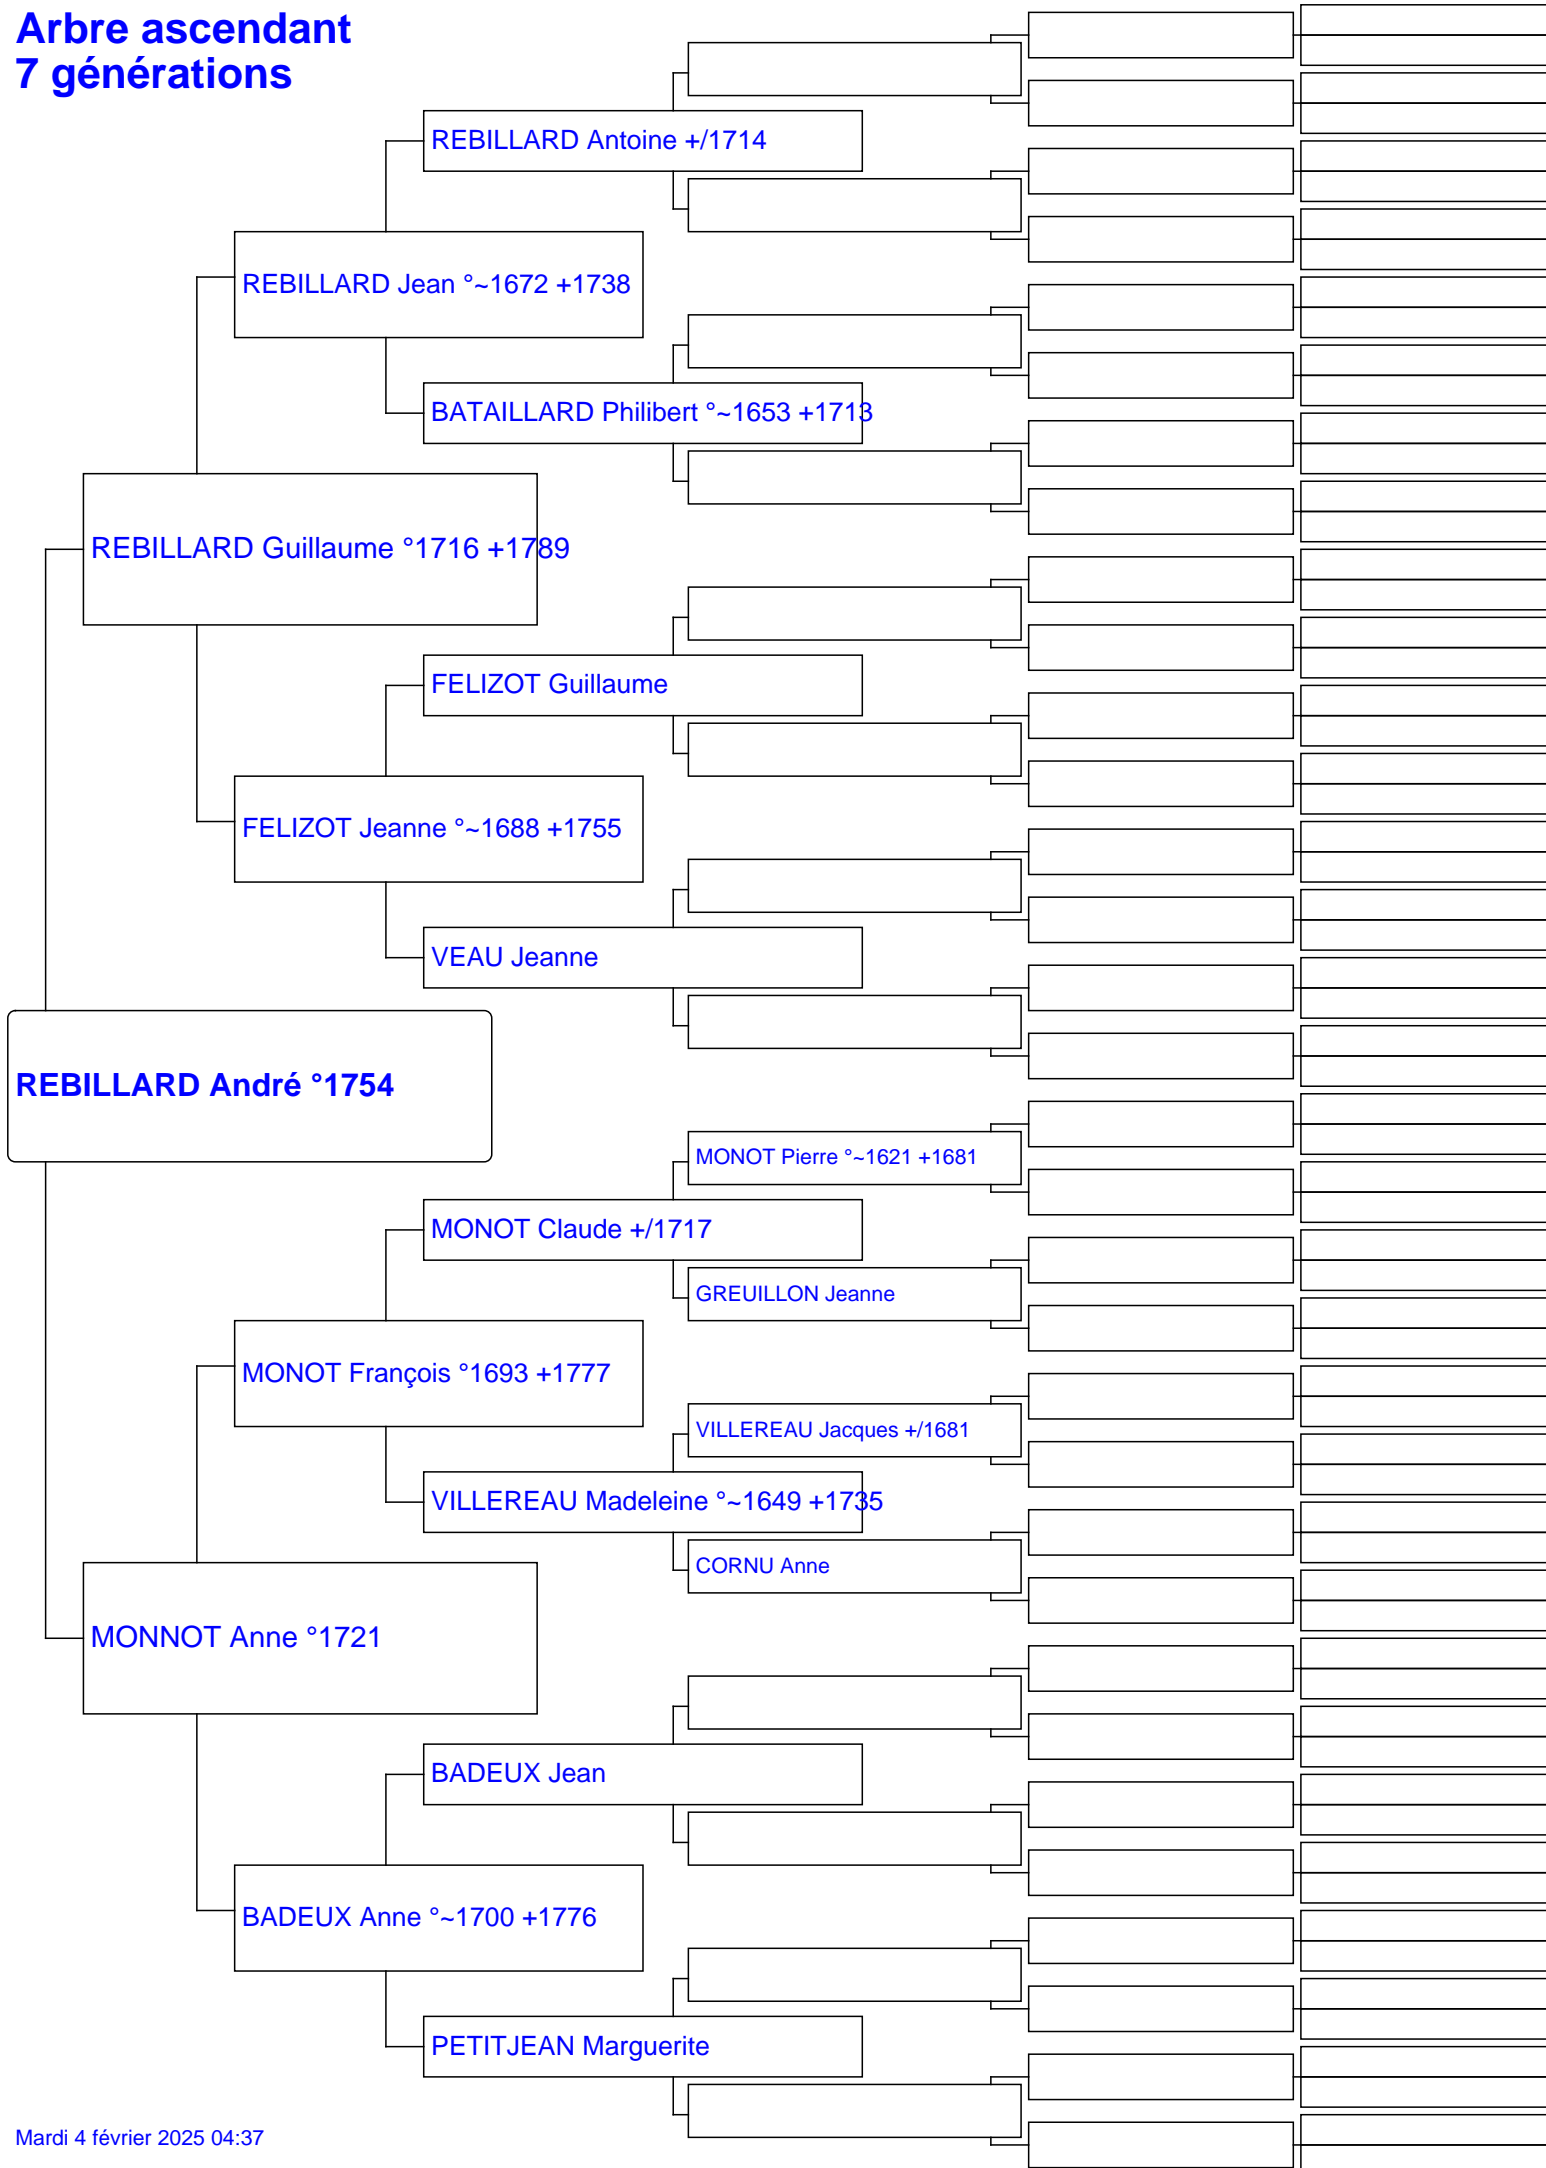 Arbre ascendant
7 générations
REBILLARD Antoine +/1714
REBILLARD Jean °~1672 +1738
BATAILLARD Philibert °~1653 +1713
REBILLARD Guillaume °1716 +1789
FELIZOT Guillaume
FELIZOT Jeanne °~1688 +1755
VEAU Jeanne
REBILLARD André °1754
MONOT Pierre °~1621 +1681
MONOT Claude +/1717
GREUILLON Jeanne
MONOT François °1693 +1777
VILLEREAU Jacques +/1681
VILLEREAU Madeleine °~1649 +1735
CORNU Anne
MONNOT Anne °1721
BADEUX Jean
BADEUX Anne °~1700 +1776
PETITJEAN Marguerite
Mardi 4 février 2025 04:37